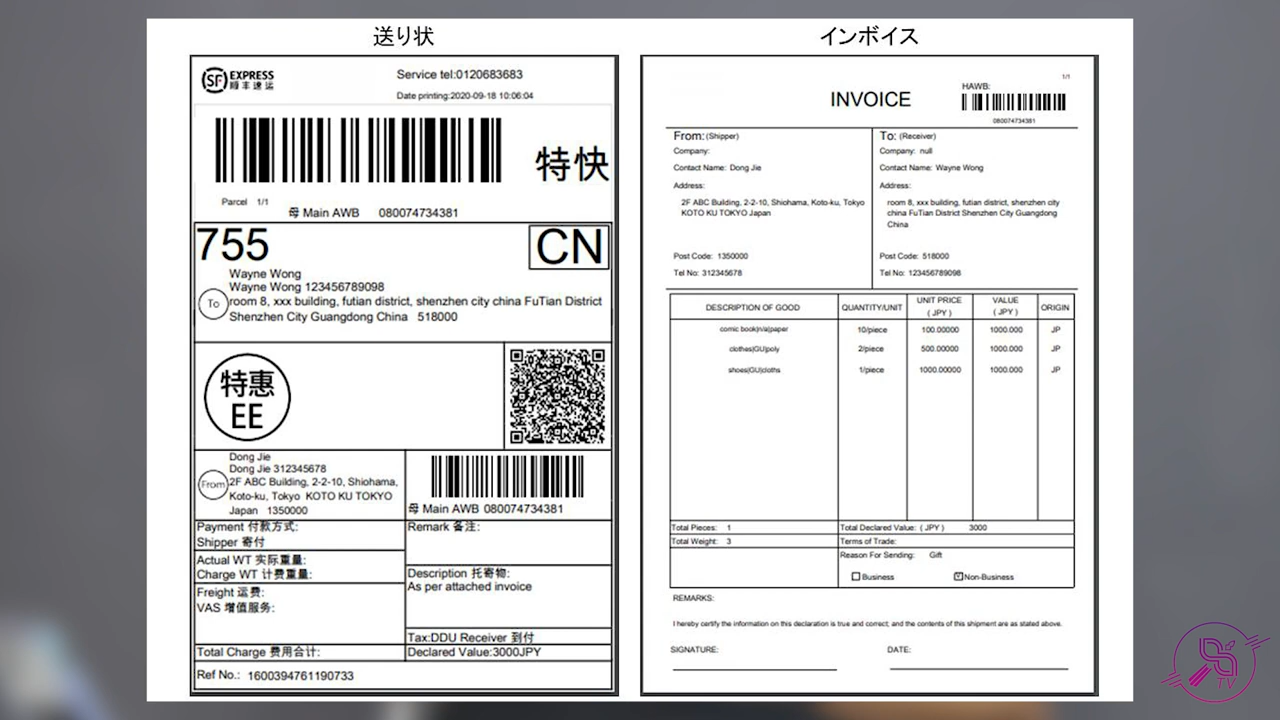 送り状
インボイス
SF EXPRESS
顺丰速运
Service tel:0120683683
Date printing:2020-09-18 10:06:04
特快
Parcel 1/1
母 Main AWB 080074734381
755
CN
Wayne Wong
Wayne Wong 123456789098
To
room 8, xxx building, futian district, shenzhen city china FuTian District
Shenzhen City Guangdong China 518000
特惠
EE
Dong Jie
Dong Jie 312345678
From
2F ABC Building, 2-2-10, Shiohama,
Koto-ku, Tokyo KOTO KU TOKYO
Japan 1350000
母 Main AWB 080074734381
Payment 付款方式:
Shipper 寄付
Remark 备注:
Actual WT 实际重量:
Charge WT 计费重量:
Description 托寄物:
As per attached invoice
Freight 运费:
VAS 增值服务:
Tax:DDU Receiver 到付
Total Charge 费用合计:
Declared Value:3000JPY
Ref No.: 1600394761190733
1/1
INVOICE
HAWB:
080074734381
From: (Shipper)
Company:
Contact Name: Dong Jie
Address:
2F ABC Building, 2-2-10, Shiohama, Koto-ku, Tokyo
KOTO KU TOKYO Japan
Post Code: 1350000
Tel No: 312345678
To: (Receiver)
Company: null
Contact Name: Wayne Wong
Address:
room 8, xxx building, futian district, shenzhen city
china FuTian District Shenzhen City Guangdong
China
Post Code: 518000
Tel No: 123456789098
DESCRIPTION OF GOOD QUANTITY/UNIT UNIT PRICE ( JPY ) VALUE ( JPY ) ORIGIN
comic book|n/a|paper 10/piece 100.00000 1000.000 JP
clothes|GU|poly 2/piece 500.00000 1000.000 JP
shoes|GU|cloths 1/piece 1000.00000 1000.000 JP
Total Pieces: 1 Total Declared Value: ( JPY ) 3000
Total Weight: 3 Terms of Trade:
Reason For Sending: Gift
Business Non-Business
REMARKS:
I hereby certify the information on this declaration is true and correct; and the contents of this shipment are as stated above.
SIGNATURE: DATE:
TV